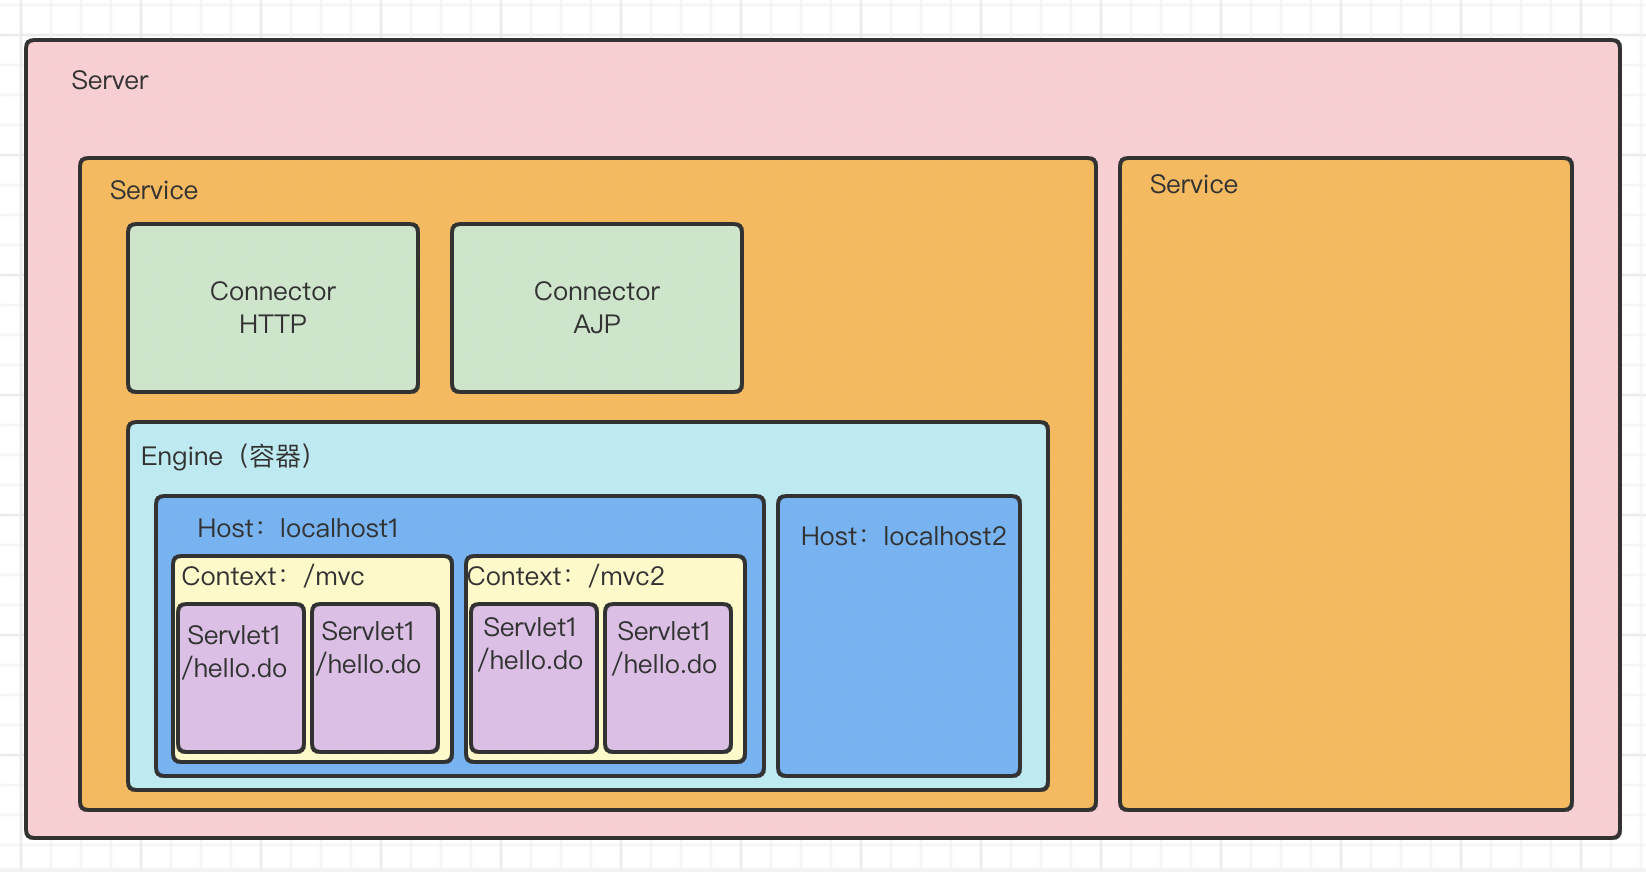 Server
Service
Service
Connector
HTTP
Connector
AJP
Engine（容器）
Host：localhost1
Host：localhost2
Context：/mvc
Context：/mvc2
Servlet1
/hello.do
Servlet1
/hello.do
Servlet1
/hello.do
Servlet1
/hello.do